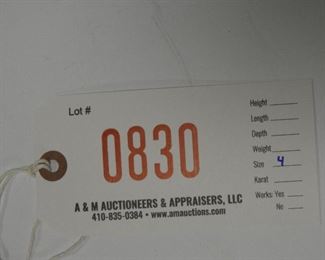 Lot #
0830
A & M AUCTIONEERS & APPRAISERS, LLC
410-835-0384 • www.amauctions.com
Height
Length
Depth
Weight
Size 4
Karat
Works: Yes
No